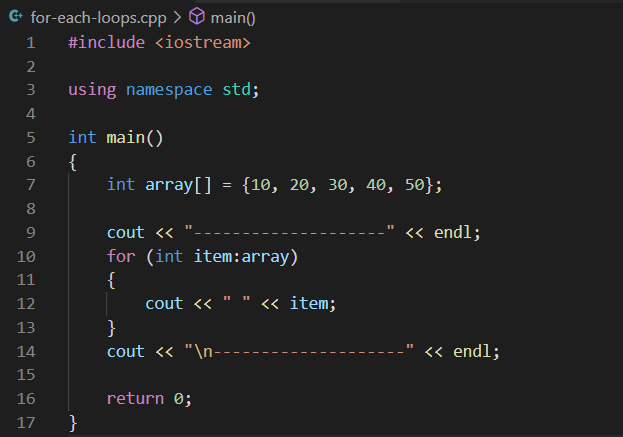 for-each-loops.cpp > main()
1 #include <iostream>
2
3 using namespace std;
4
5 int main()
6 {
7     int array[] = {10, 20, 30, 40, 50};
8
9     cout << "--------------------" << endl;
10     for (int item:array)
11     {
12         cout << " " << item;
13     }
14     cout << "\n--------------------" << endl;
15
16     return 0;
17 }